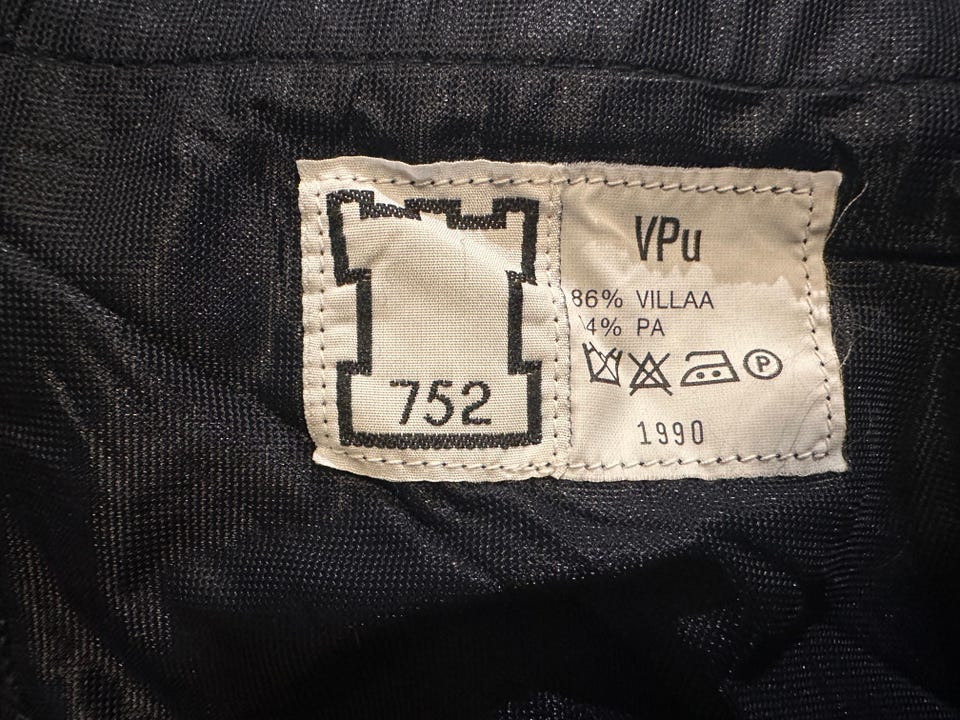 752
VPu
86% VILLAA
4% PA
1990